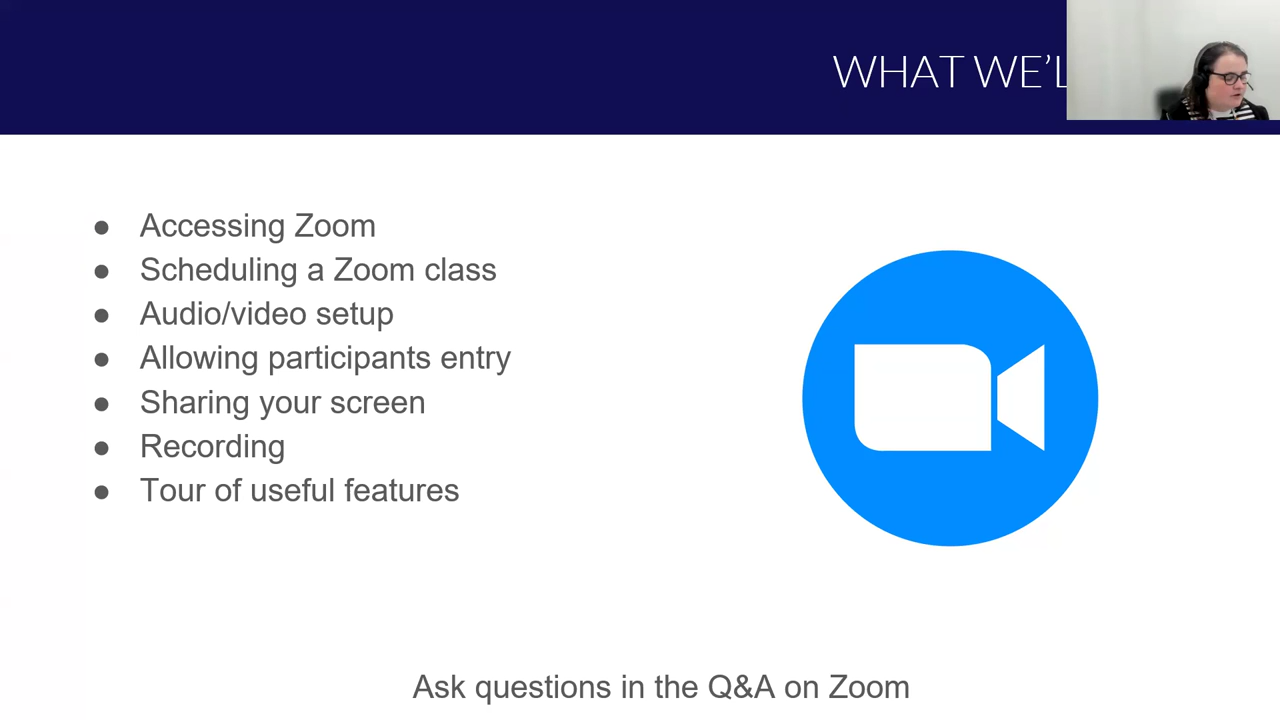 WHAT WE'L
Accessing Zoom
Scheduling a Zoom class
Audio/video setup
Allowing participants entry
Sharing your screen
Recording
Tour of useful features
Ask questions in the Q&A on Zoom